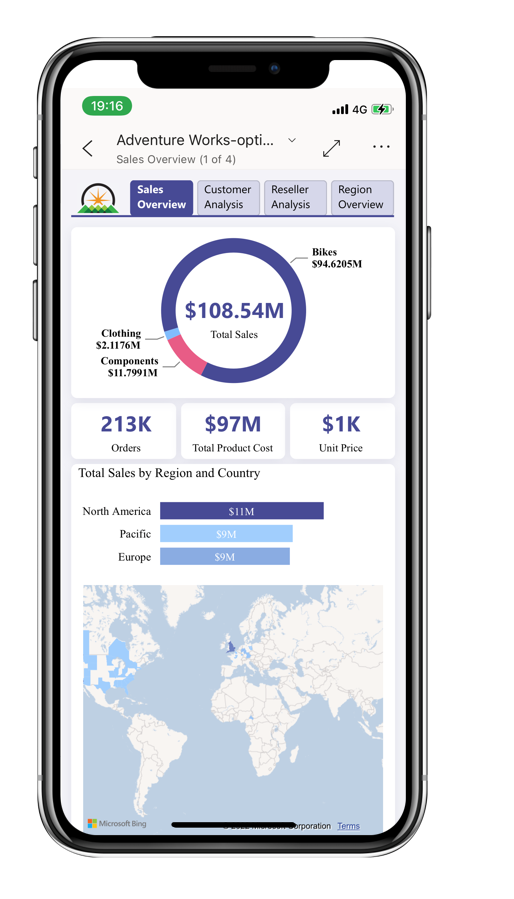 19:16
4G
Adventure Works-opti...
Sales Overview (1 of 4)
Sales
Overview
Customer
Analysis
Reseller
Analysis
Region
Overview
Bikes
$94.6205M
$108.54M
Total Sales
Clothing
$2.1176M
Components
$11.7991M
213K
Orders
$97M
Total Product Cost
$1K
Unit Price
Total Sales by Region and Country
North America
$11M
Pacific
$9M
Europe
$9M
Microsoft Bing
Corporation Terms